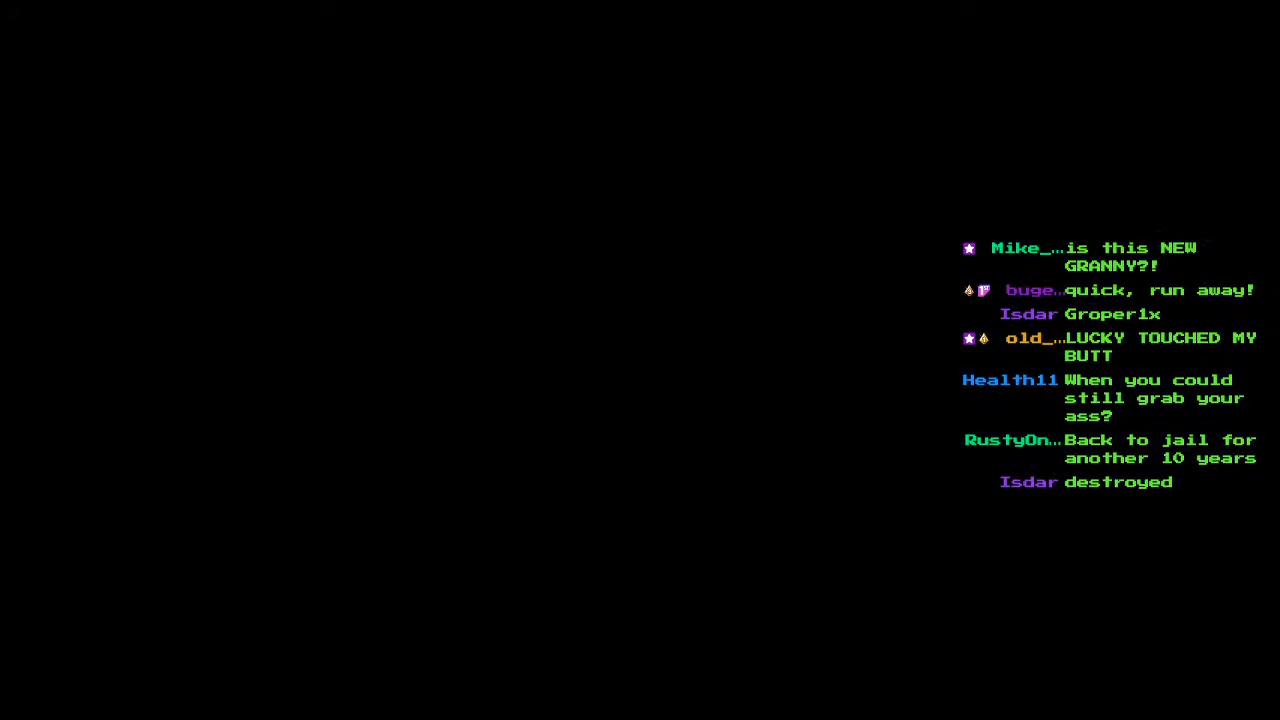 Mike_…is this NEW
GRANNY?!
buge…quick, run away!
Isdar Groper1x
old_…LUCKY TOUCHED MY
BUTT
Health11 When you could
still grab your
ass?
RustyOn…Back to jail for
another 10 years
Isdar destroyed